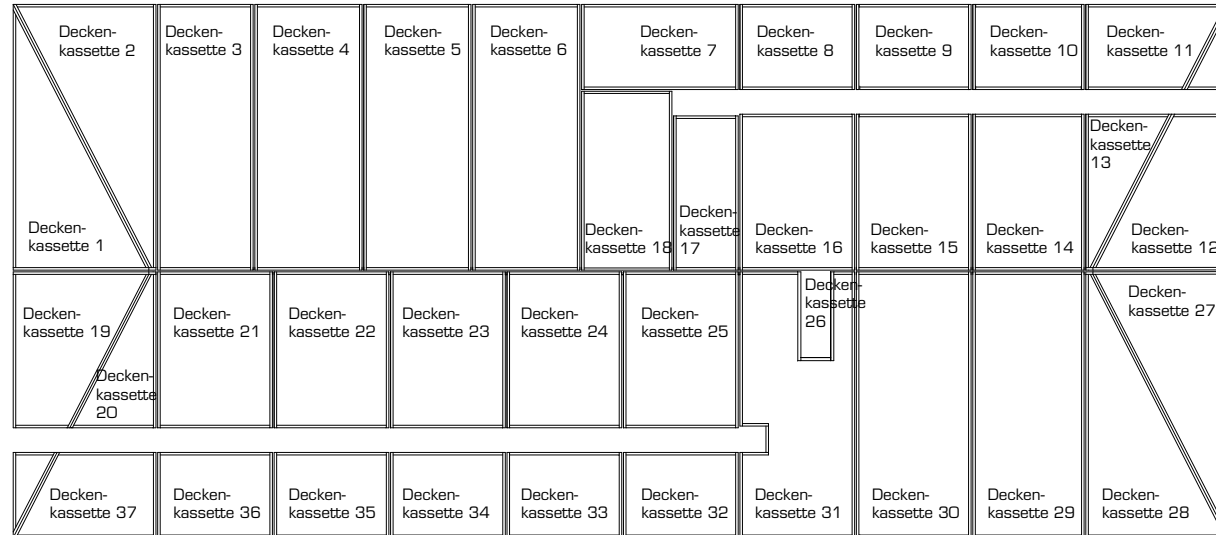 Decken-
kassette 1
Decken-
kassette 2
Decken-
kassette 3
Decken-
kassette 4
Decken-
kassette 5
Decken-
kassette 6
Decken-
kassette 7
Decken-
kassette 8
Decken-
kassette 9
Decken-
kassette 10
Decken-
kassette 11
Decken-
kassette 12
Decken-
kassette
13
Decken-
kassette 14
Decken-
kassette 15
Decken-
kassette 16
Decken-
kassette
17
Decken-
kassette 18
Decken-
kassette 19
Decken-
kassette
20
Decken-
kassette 21
Decken-
kassette 22
Decken-
kassette 23
Decken-
kassette 24
Decken-
kassette 25
Decken-
kassette
26
Decken-
kassette 27
Decken-
kassette 28
Decken-
kassette 29
Decken-
kassette 30
Decken-
kassette 31
Decken-
kassette 32
Decken-
kassette 33
Decken-
kassette 34
Decken-
kassette 35
Decken-
kassette 36
Decken-
kassette 37